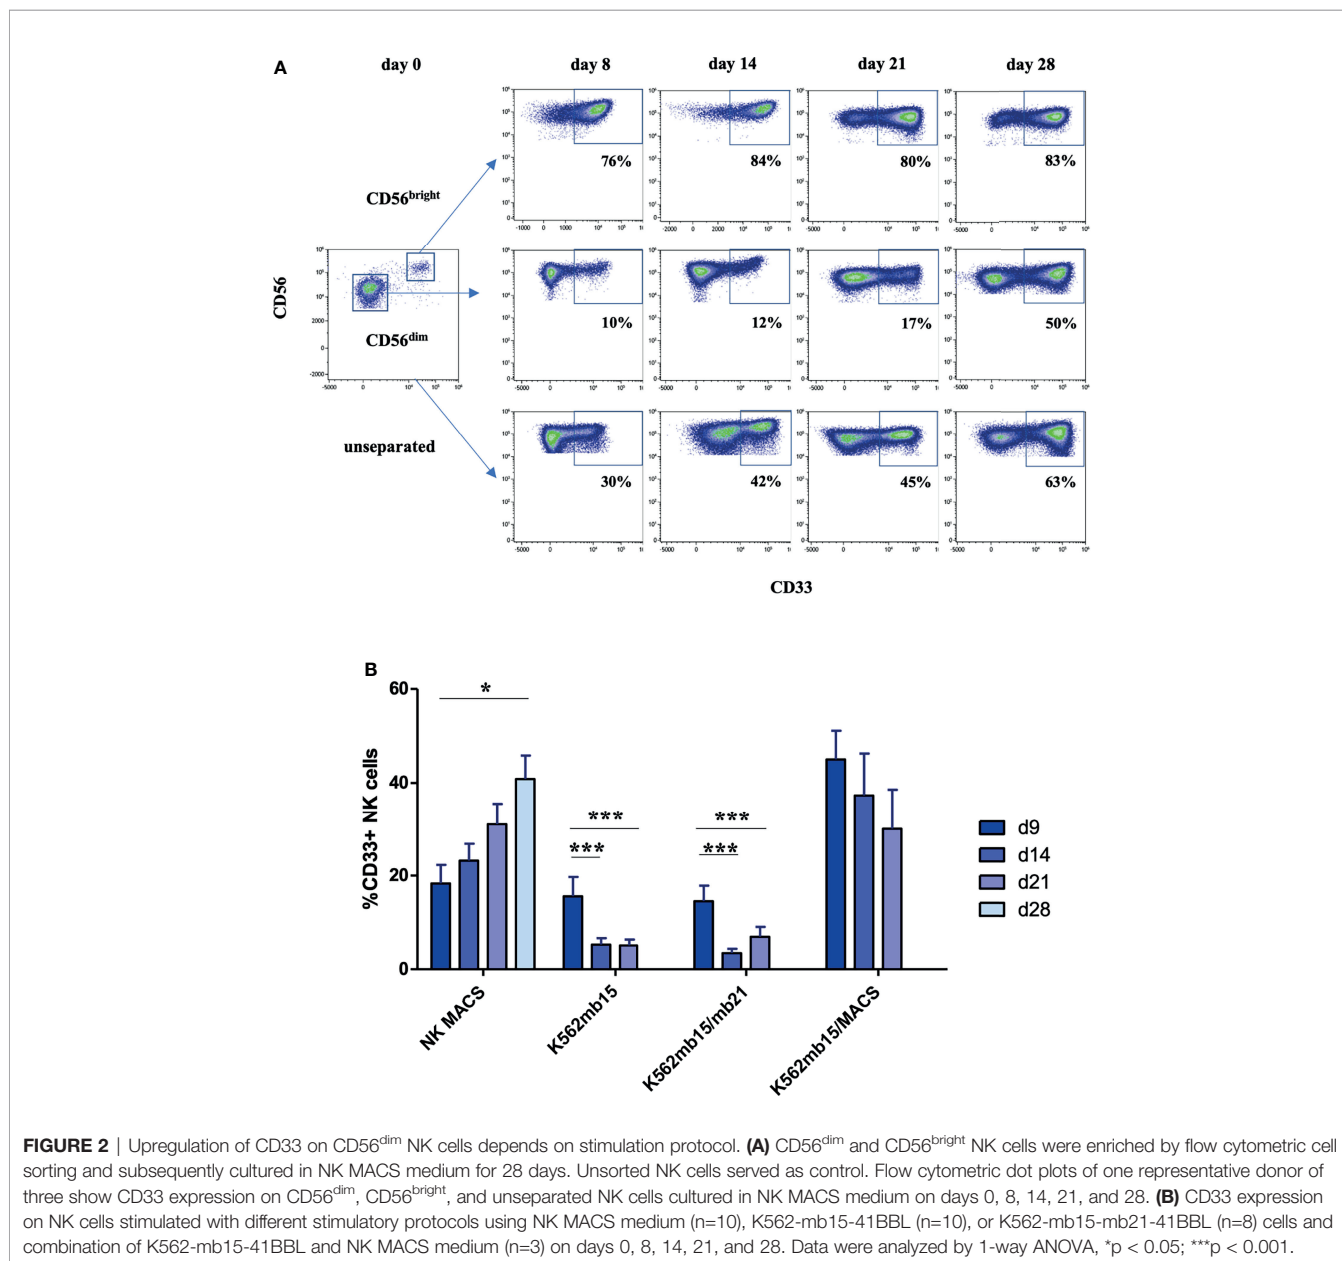 A
day 0 day 8 day 14 day 21 day 28
CD56bright
76% 84% 80% 83%
CD56
CD56dim
10% 12% 17% 50%
unseparated
30% 42% 45% 63%
CD33
B
%CD33+ NK cells
60
40
20
0
*
***
***
***
***
d9
d14
d21
d28
NK MACS
K562mb15
K562mb15/mb21
K562mb15/MACS
FIGURE 2 | Upregulation of CD33 on CD56dim NK cells depends on stimulation protocol. (A) CD56dim and CD56bright NK cells were enriched by flow cytometric cell
sorting and subsequently cultured in NK MACS medium for 28 days. Unsorted NK cells served as control. Flow cytometric dot plots of one representative donor of
three show CD33 expression on CD56dim, CD56bright, and unseparated NK cells cultured in NK MACS medium on days 0, 8, 14, 21, and 28. (B) CD33 expression
on NK cells stimulated with different stimulatory protocols using NK MACS medium (n=10), K562-mb15-41BBL (n=10), or K562-mb15-mb21-41BBL (n=8) cells and
combination of K562-mb15-41BBL and NK MACS medium (n=3) on days 0, 8, 14, 21, and 28. Data were analyzed by 1-way ANOVA, *p < 0.05; ***p < 0.001.